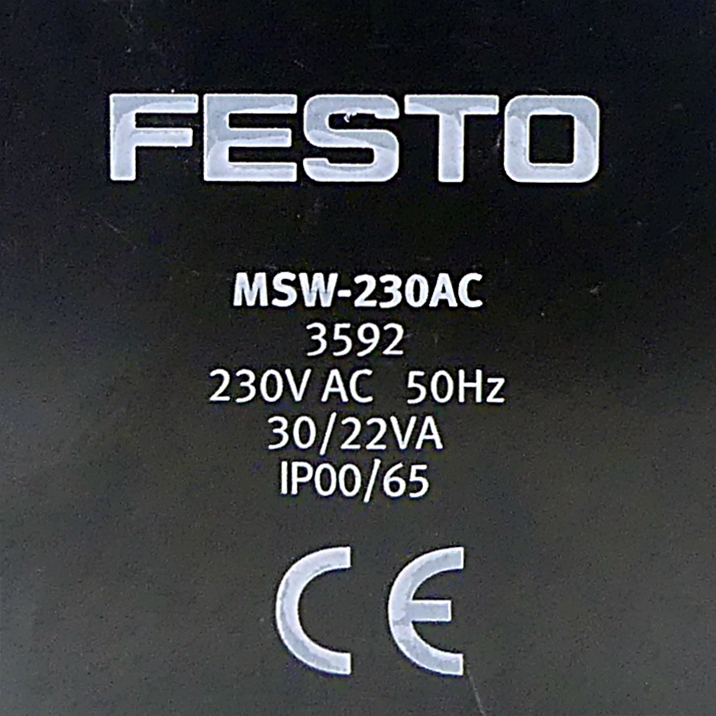 FESTO
MSW-230AC
3592
230V AC 50Hz
30/22VA
IP00/65
CE